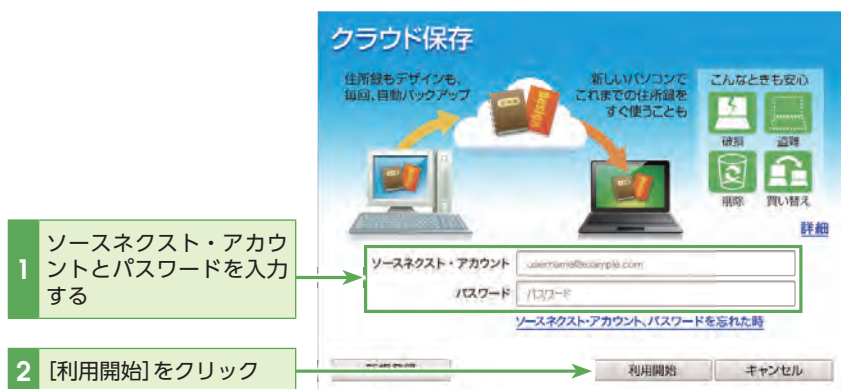 クラウド保存
住所録もデザインも、
毎回、自動バックアップ
新しいパソコンで
これまでの住所録を
すぐ使うことも
こんなときも安心
破損
盗難
削除
買い替え
詳細
1 ソースネクスト・アカウ
ントとパスワードを入力
する
ソースネクスト・アカウント
username@example.com
パスワード
パスワード
ソースネクスト・アカウント、パスワードを忘れた時
2 [利用開始]をクリック
利用開始
キャンセル